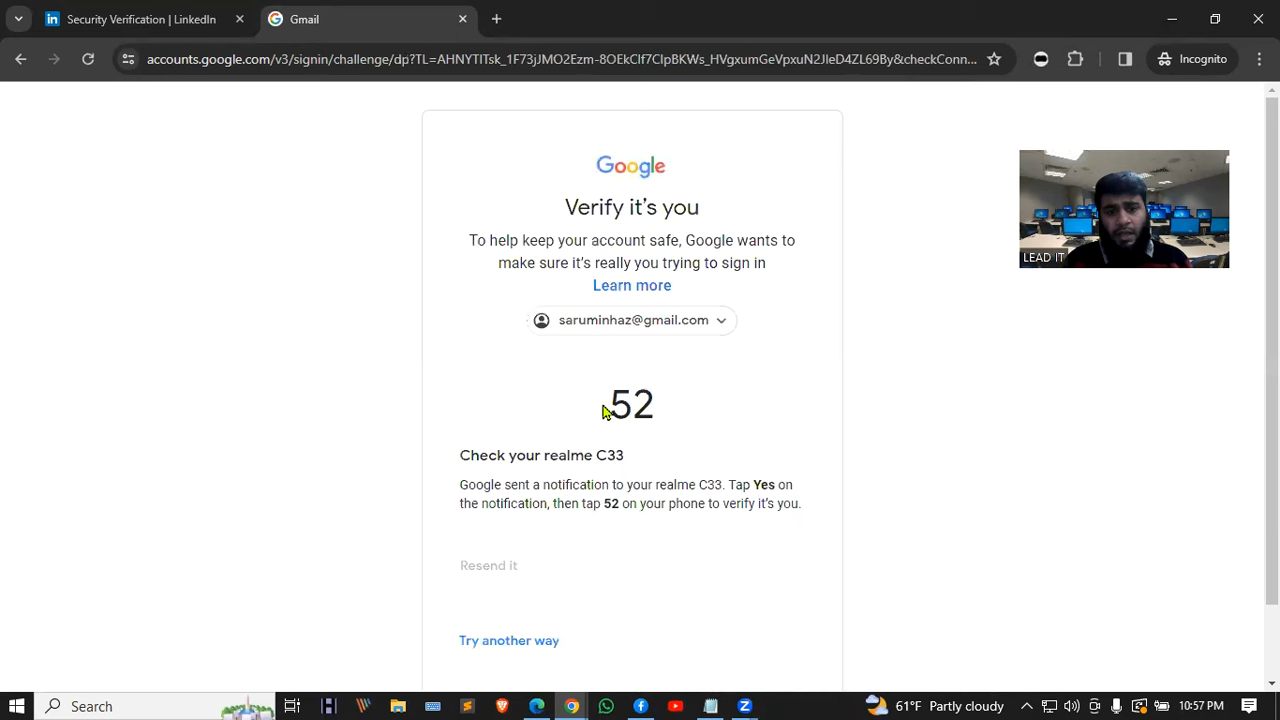 Security Verification | LinkedIn
Gmail
accounts.google.com/v3/signin/challenge/dp?TL=AHNYTITsk_1F73jJMO2Ezm-8OEkClf7CIpBKWs_HVgxumGeVpxuN2JleD4ZL69By&checkConn...
Incognito
Google
Verify it's you
To help keep your account safe, Google wants to
make sure it's really you trying to sign in
Learn more
saruminhaz@gmail.com
LEAD IT
52
Check your realme C33
Google sent a notification to your realme C33. Tap Yes on
the notification, then tap 52 on your phone to verify it's you.
Resend it
Try another way
Search
61°F Partly cloudy
10:57 PM